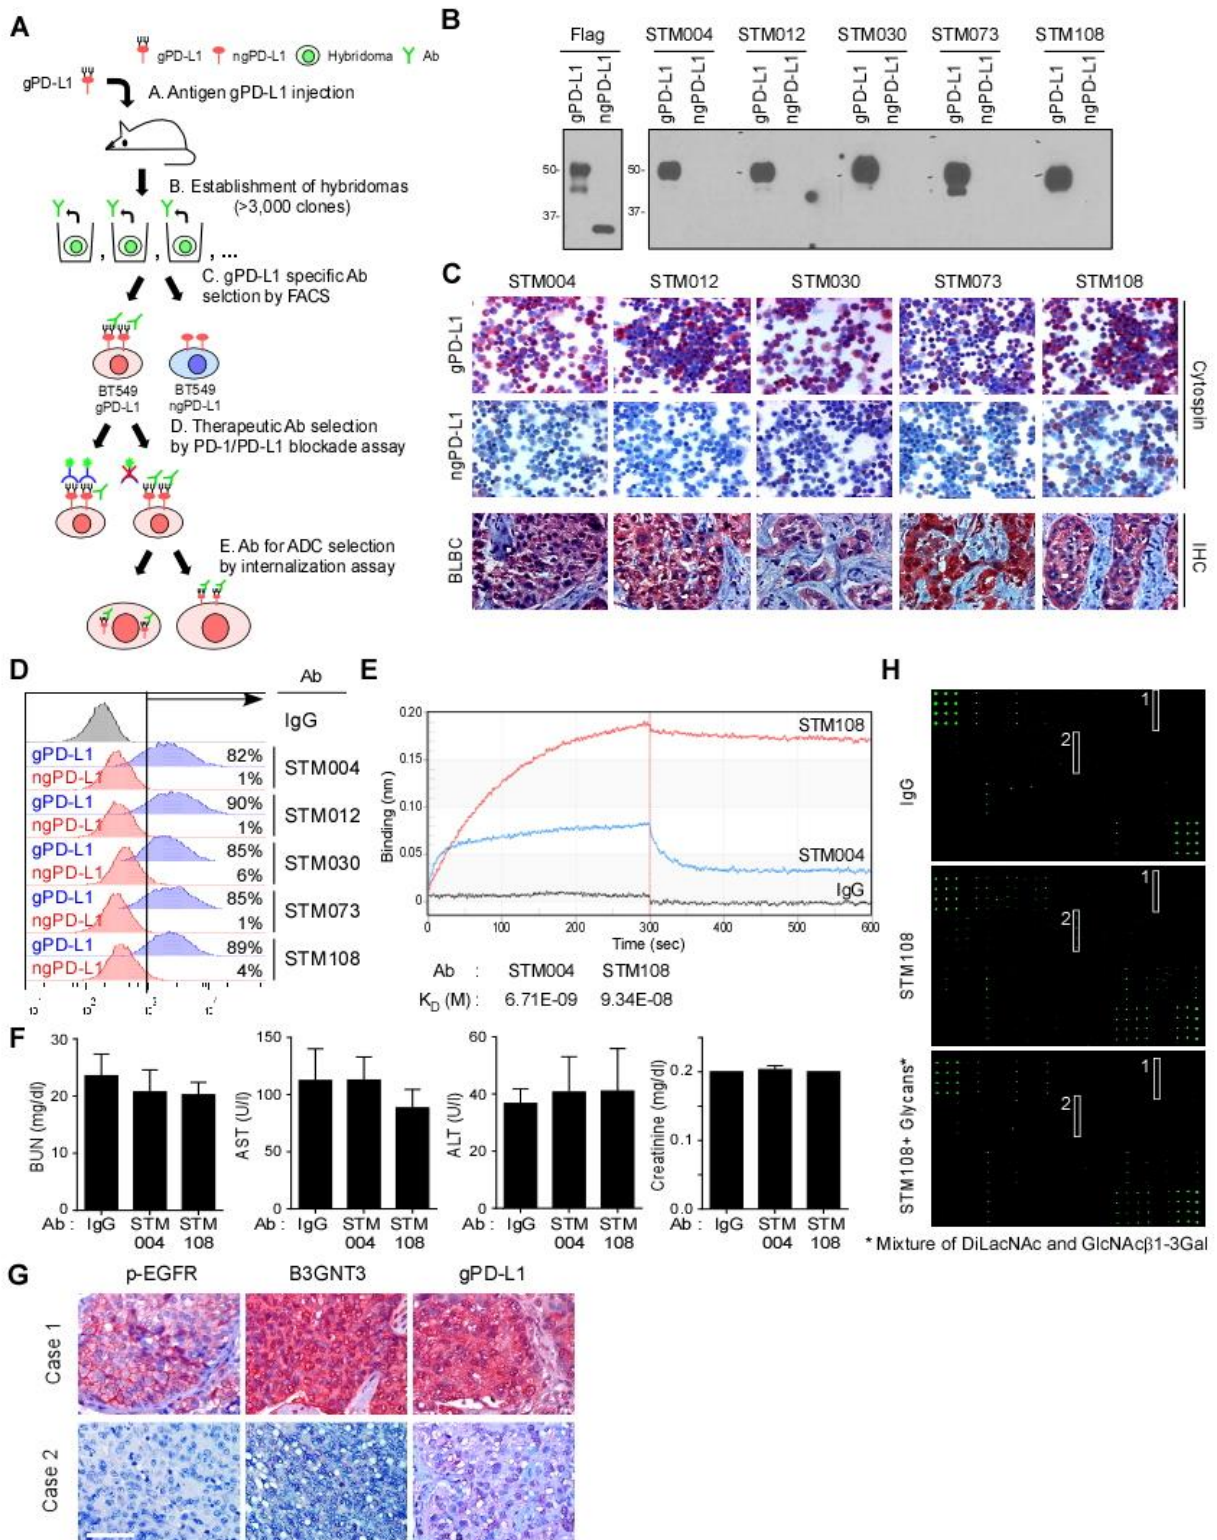 A
gPD-L1 ngPD-L1 Hybridoma Ab
gPD-L1
A. Antigen gPD-L1 injection
B. Establishment of hybridomas
(>3,000 clones)
, , , ...
C. gPD-L1 specific Ab
selction by FACS
BT549
gPD-L1
BT549
ngPD-L1
D. Therapeutic Ab selection
by PD-1/PD-L1 blockade assay
E. Ab for ADC selection
by internalization assay
B
Flag STM004 STM012 STM030 STM073 STM108
gPD-L1 ngPD-L1 gPD-L1 ngPD-L1 gPD-L1 ngPD-L1 gPD-L1 ngPD-L1 gPD-L1 ngPD-L1 gPD-L1 ngPD-L1
50-
37-
50-
37-
C
STM004 STM012 STM030 STM073 STM108
gPD-L1
ngPD-L1
Cytospin
BLBC
IHC
D
Ab
IgG
gPD-L1 82%
ngPD-L1 1%
STM004
gPD-L1 90%
ngPD-L1 1%
STM012
gPD-L1 85%
ngPD-L1 6%
STM030
gPD-L1 85%
ngPD-L1 1%
STM073
gPD-L1 89%
ngPD-L1 4%
STM108
E
Binding (nm)
0.20
0.15
0.10
0.05
0
STM108
STM004
IgG
0 100 200 300 400 500 600
Time (sec)
Ab : STM004 STM108
KD (M) : 6.71E-09 9.34E-08
F
BUN (mg/dl)
30
20
10
0
Ab : IgG STM STM
004 108
AST (U/l)
150
100
50
0
Ab : IgG STM STM
004 108
ALT (U/l)
60
40
20
0
Ab : IgG STM STM
004 108
Creatinine (mg/dl)
0.2
0.1
0.0
Ab : IgG STM STM
004 108
G
p-EGFR B3GNT3 gPD-L1
Case 1
Case 2
H
IgG
1
2
STM108
1
2
STM108+ Glycans*
1
2
* Mixture of DiLacNAc and GlcNAcβ1-3Gal